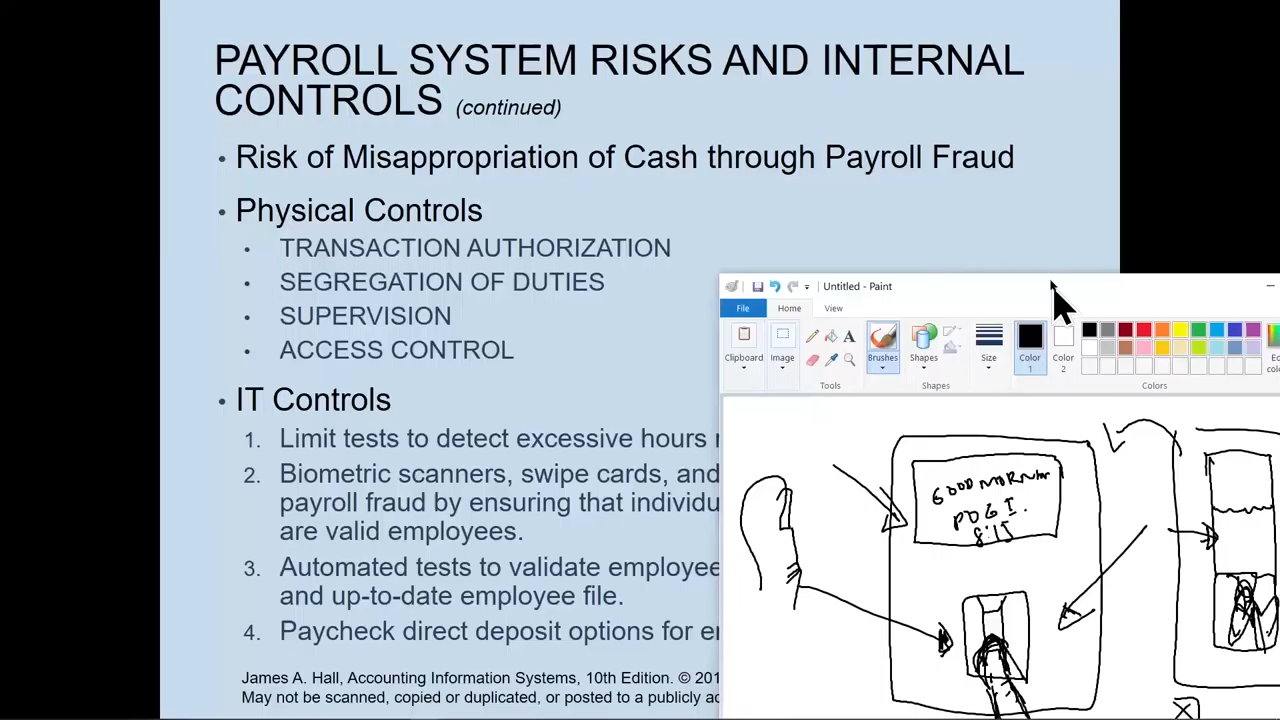 PAYROLL SYSTEM RISKS AND INTERNAL
CONTROLS (continued)
• Risk of Misappropriation of Cash through Payroll Fraud
• Physical Controls
• TRANSACTION AUTHORIZATION
• SEGREGATION OF DUTIES
• SUPERVISION
• ACCESS CONTROL
• IT Controls
1. Limit tests to detect excessive hours
2. Biometric scanners, swipe cards, and
payroll fraud by ensuring that individu
are valid employees.
3. Automated tests to validate employee
and up-to-date employee file.
4. Paycheck direct deposit options for
James A. Hall, Accounting Information Systems, 10th Edition. © 201
May not be scanned, copied or duplicated, or posted to a publicly ac
Untitled - Paint
File Home View
Clipboard Image Brushes Shapes Size Color 1 Color 2
Tools Shapes Colors
GOOD
POGI.
8:15